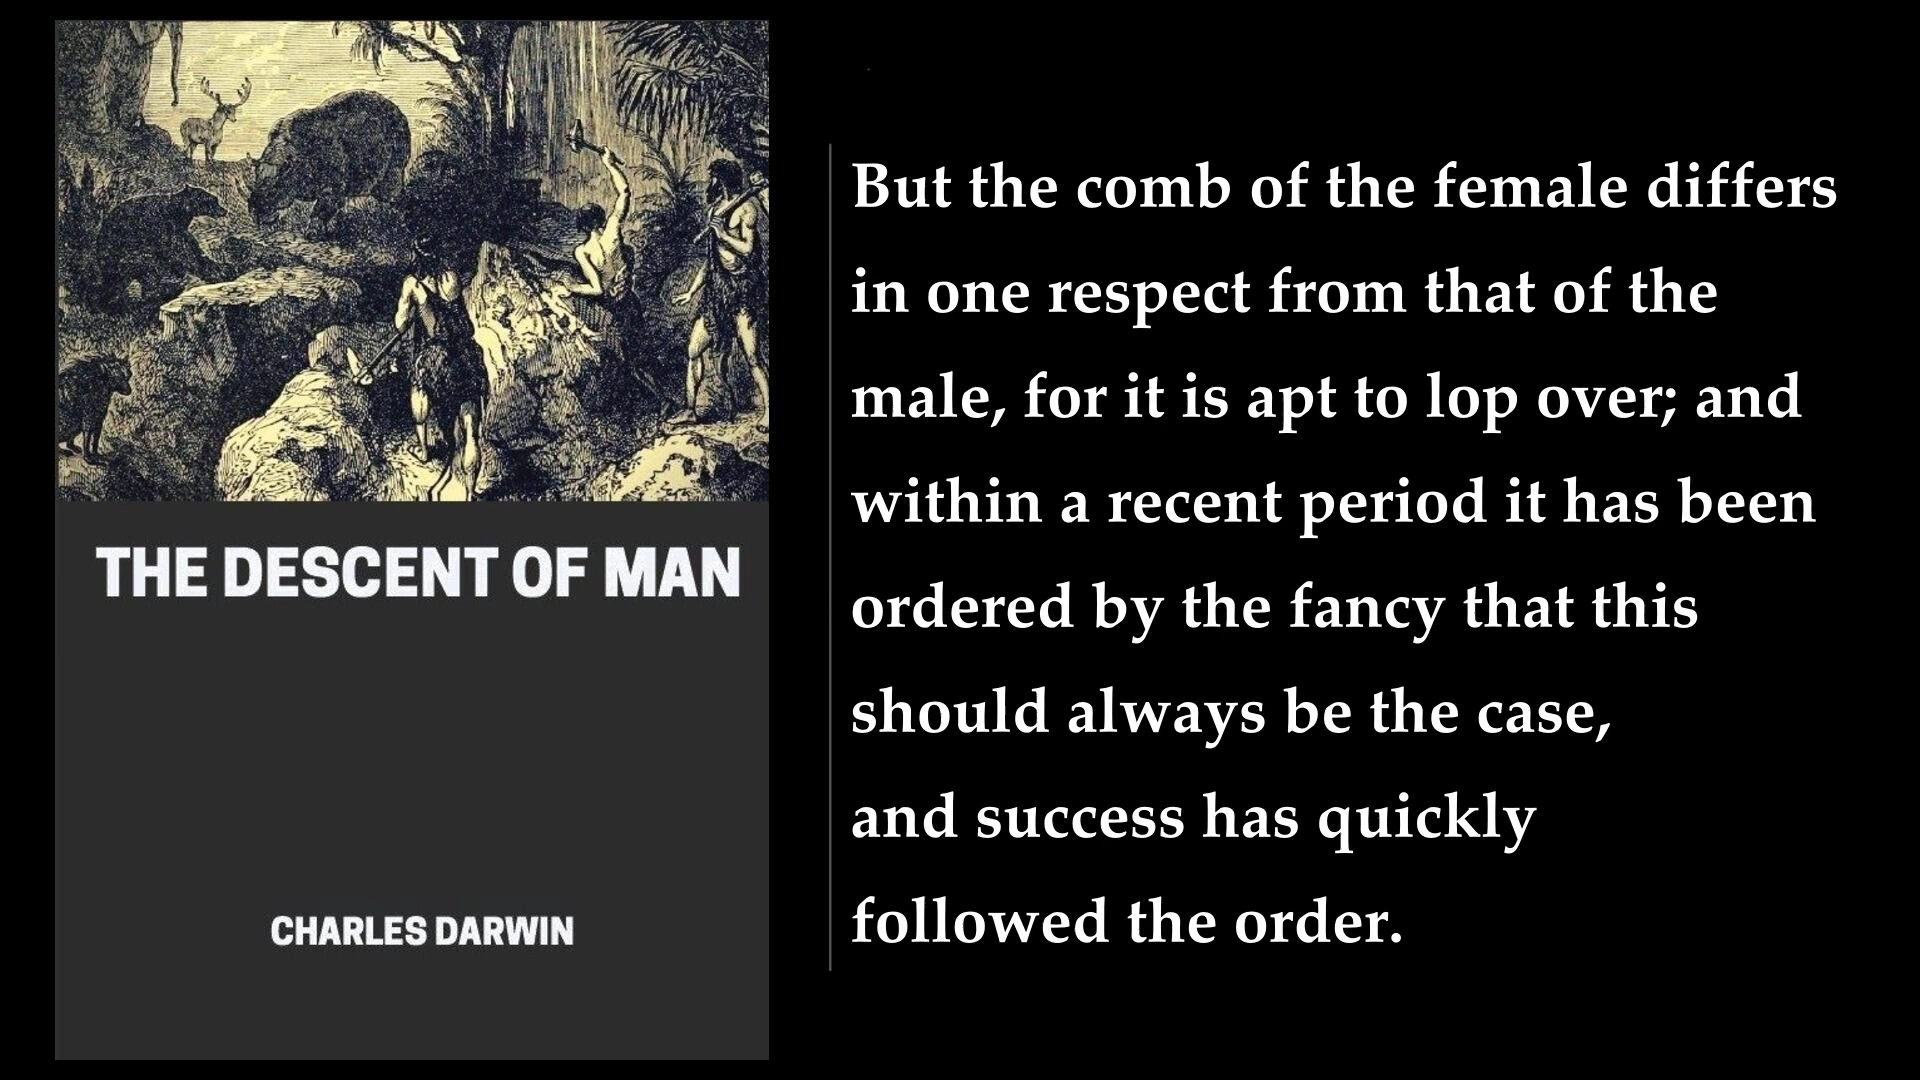 THE DESCENT OF MAN
CHARLES DARWIN
But the comb of the female differs
in one respect from that of the
male, for it is apt to lop over; and
within a recent period it has been
ordered by the fancy that this
should always be the case,
and success has quickly
followed the order.